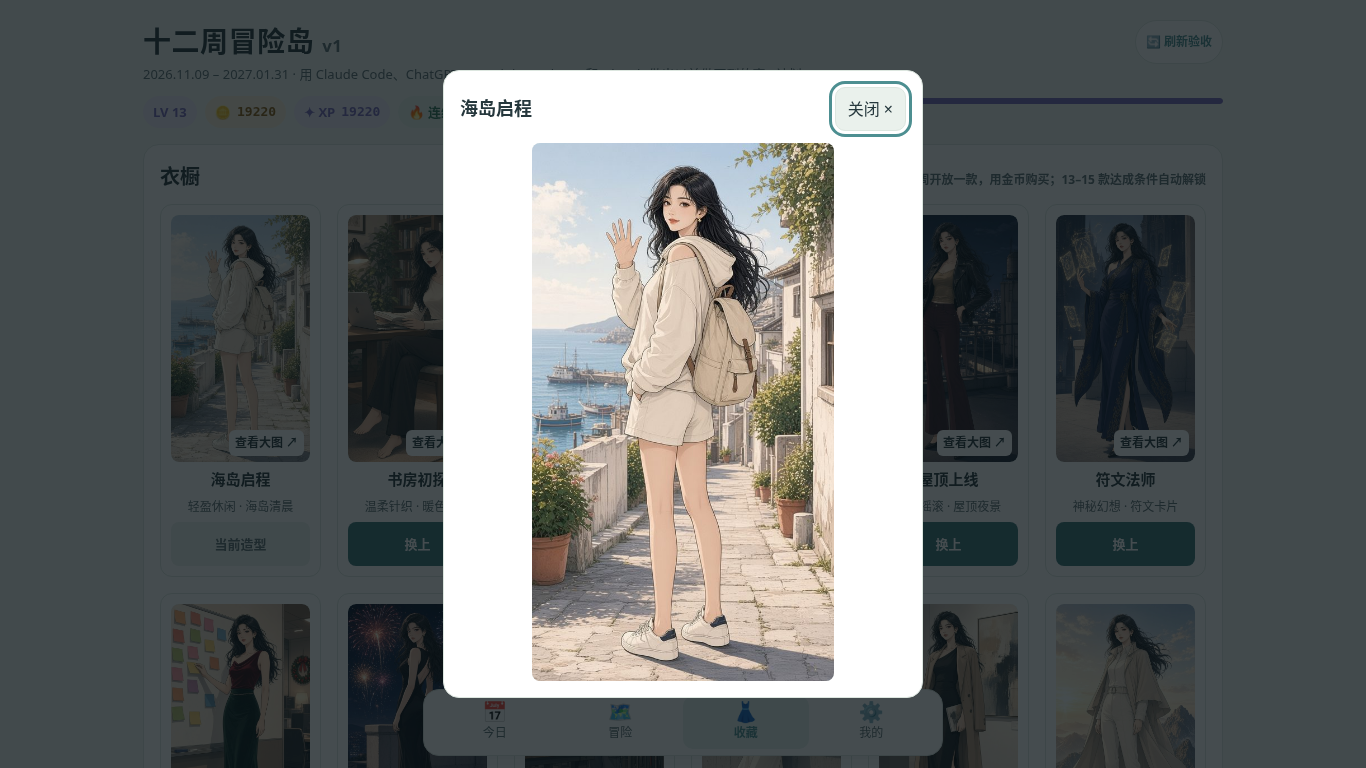 十二周冒险岛 v1
🔄 刷新验收
2026.11.09 – 2027.01.31 · 用 Claude Code、ChatG
LV 13
🪙 19220
✦ XP 19220
🔥 连
海岛启程
关闭 ×
衣橱
开放一款，用金币购买；13–15 款达成条件自动解锁
查看大图 ↗
查看大图 ↗
查看大图 ↗
海岛启程
书房初
屋顶上线
符文法师
轻盈休闲 · 海岛清晨
温柔针织 · 暖色
摇滚 · 屋顶夜景
神秘幻想 · 符文卡片
当前造型
换上
换上
换上
今日
冒险
收藏
我的